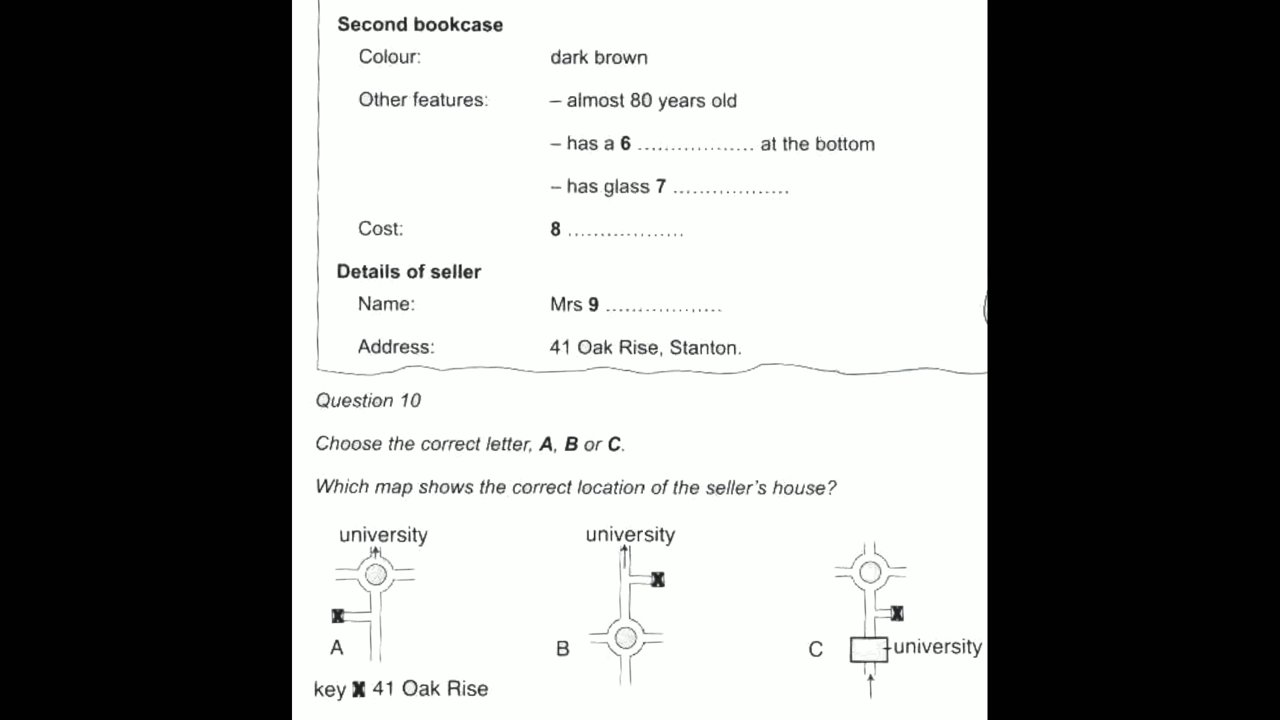 Second bookcase
Colour: dark brown
Other features: – almost 80 years old
– has a 6 .................. at the bottom
– has glass 7 ..................
Cost: 8 ..................
Details of seller
Name: Mrs 9 ..................
Address: 41 Oak Rise, Stanton.
Question 10
Choose the correct letter, A, B or C.
Which map shows the correct location of the seller's house?
university university
A B C university
key X 41 Oak Rise